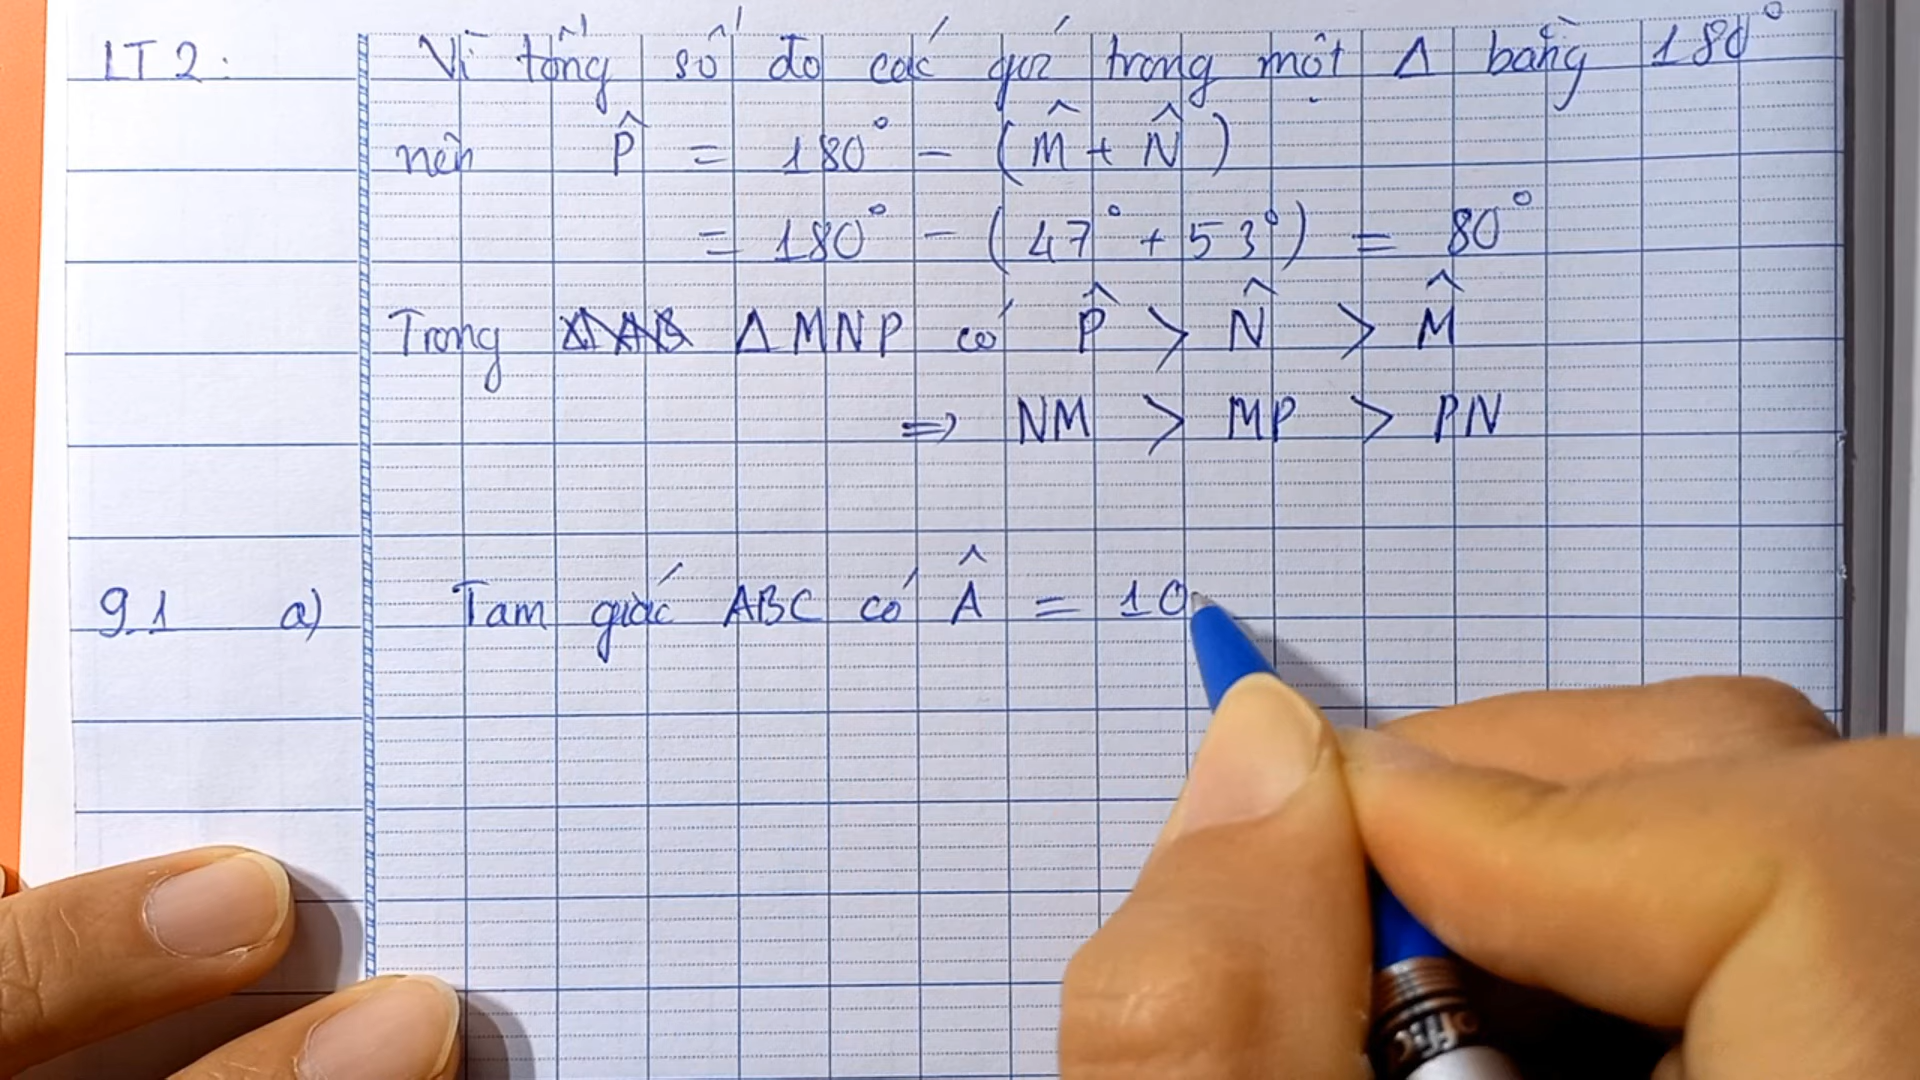 LT 2: Vì tổng số đo các góc trong một Δ bằng 180°
nên P̂ = 180° - (M̂ + N̂)
= 180° - (47° + 53°) = 80°
Trong ΔMNP có P̂ > N̂ > M̂
=> NM > MP > PN
9.1 a) Tam giác ABC có Â = 10